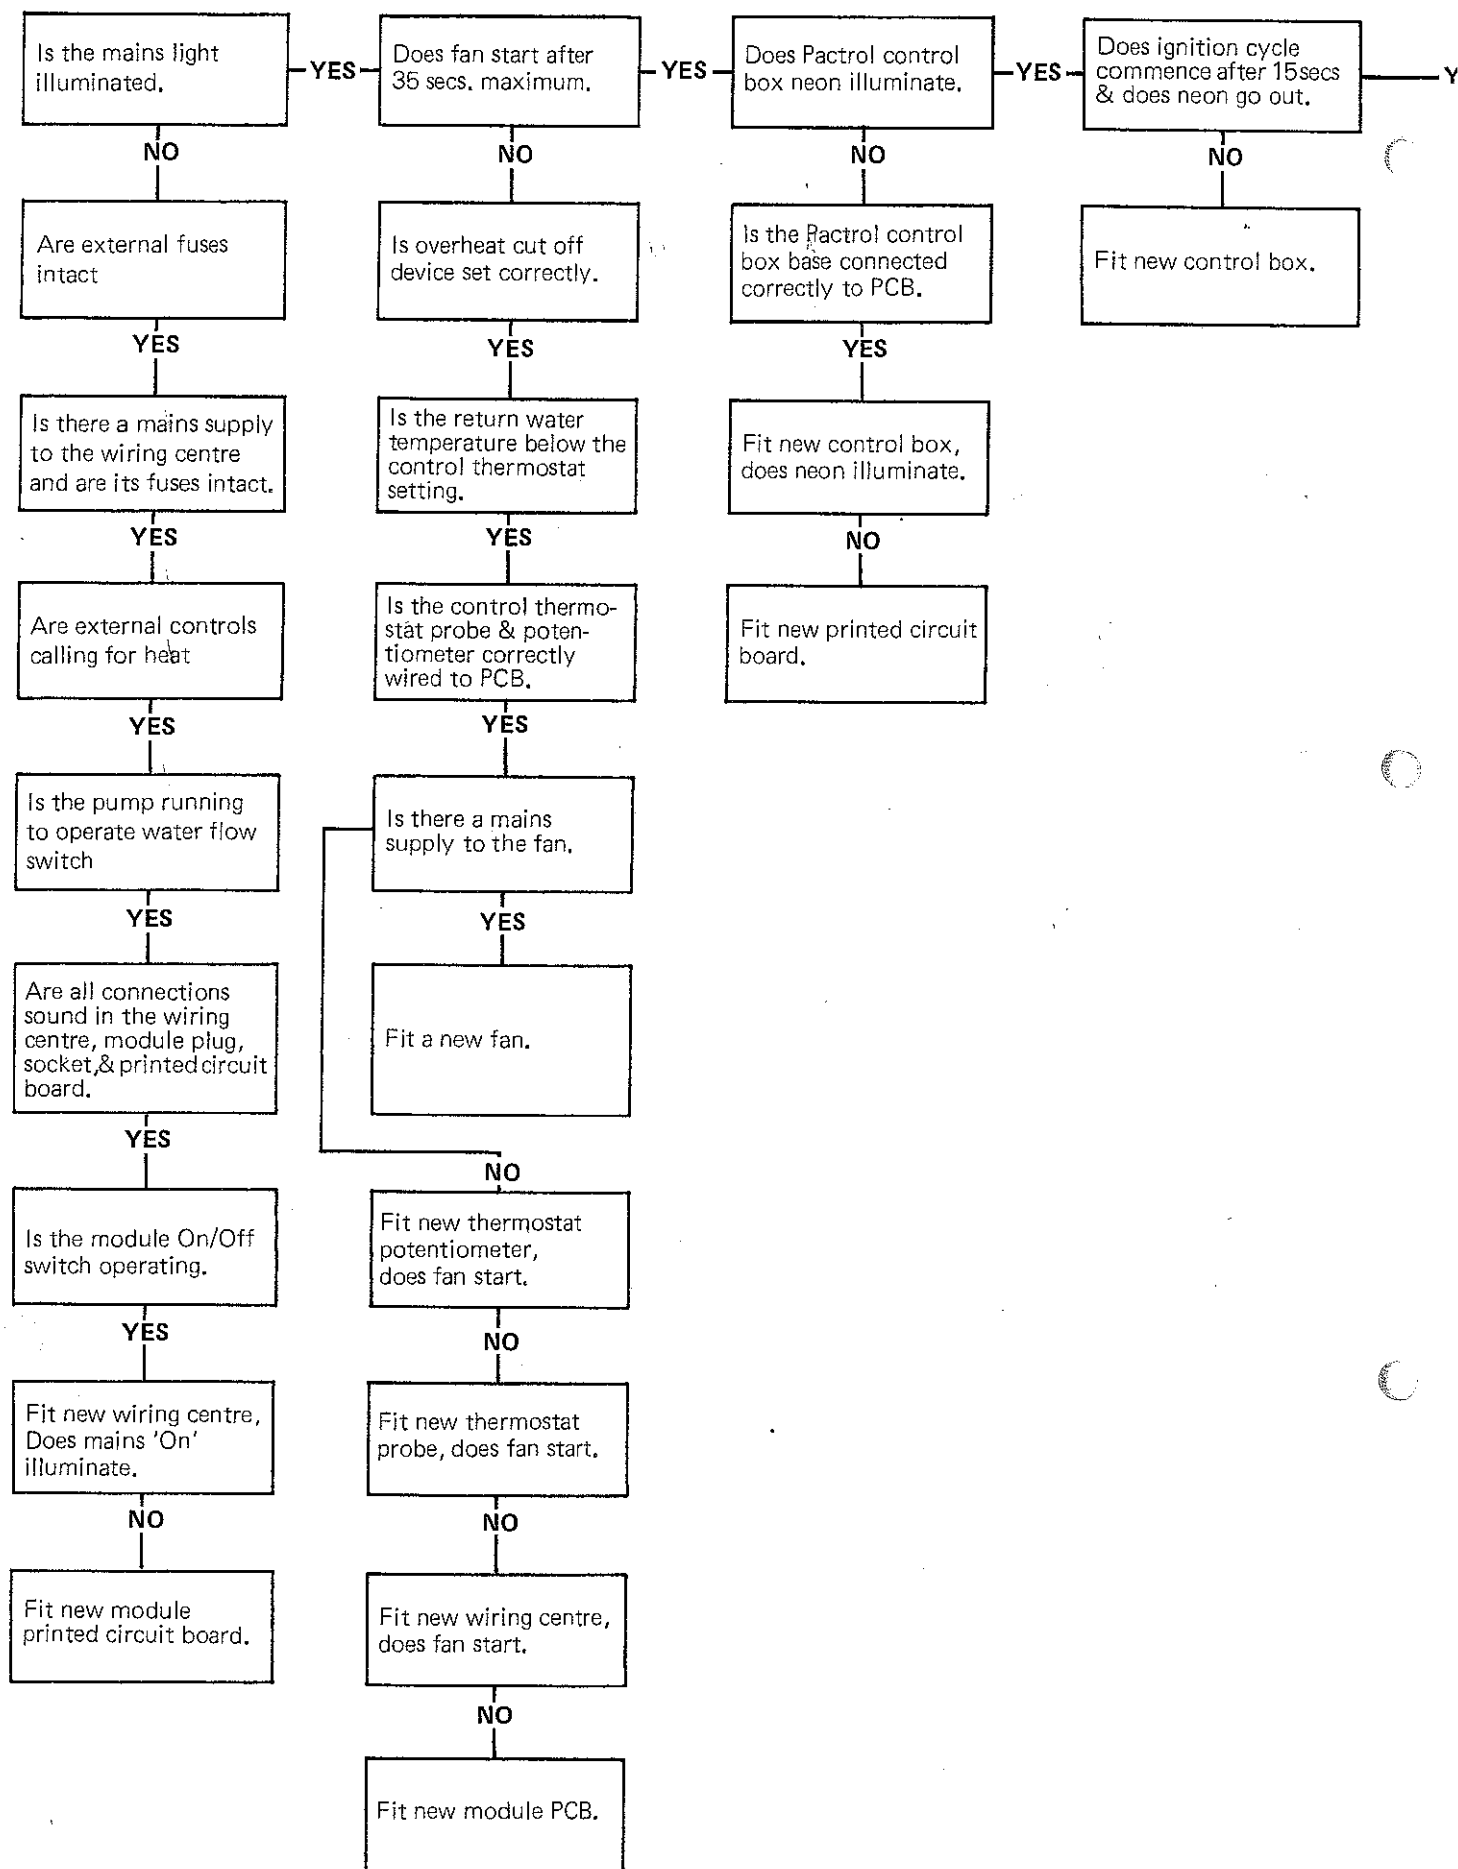 Is the mains light
illuminated.
YES
Does fan start after
35 secs. maximum.
YES
Does Pactrol control
box neon illuminate.
YES
Does ignition cycle
commence after 15secs
& does neon go out.
Y
NO
Are external fuses
intact
YES
Is there a mains supply
to the wiring centre
and are its fuses intact.
YES
Are external controls
calling for heat
YES
Is the pump running
to operate water flow
switch
YES
Are all connections
sound in the wiring
centre, module plug,
socket,& printed circuit
board.
YES
Is the module On/Off
switch operating.
YES
Fit new wiring centre,
Does mains 'On'
illuminate.
NO
Fit new module
printed circuit board.
NO
Is overheat cut off
device set correctly.
YES
Is the return water
temperature below the
control thermostat
setting.
YES
Is the control thermo-
stat probe & poten-
tiometer correctly
wired to PCB.
YES
Is there a mains
supply to the fan.
YES
Fit a new fan.
NO
Fit new thermostat
potentiometer,
does fan start.
NO
Fit new thermostat
probe, does fan start.
NO
Fit new wiring centre,
does fan start.
NO
Fit new module PCB.
NO
Is the Pactrol control
box base connected
correctly to PCB.
YES
Fit new control box,
does neon illuminate.
NO
Fit new printed circuit
board.
NO
Fit new control box.